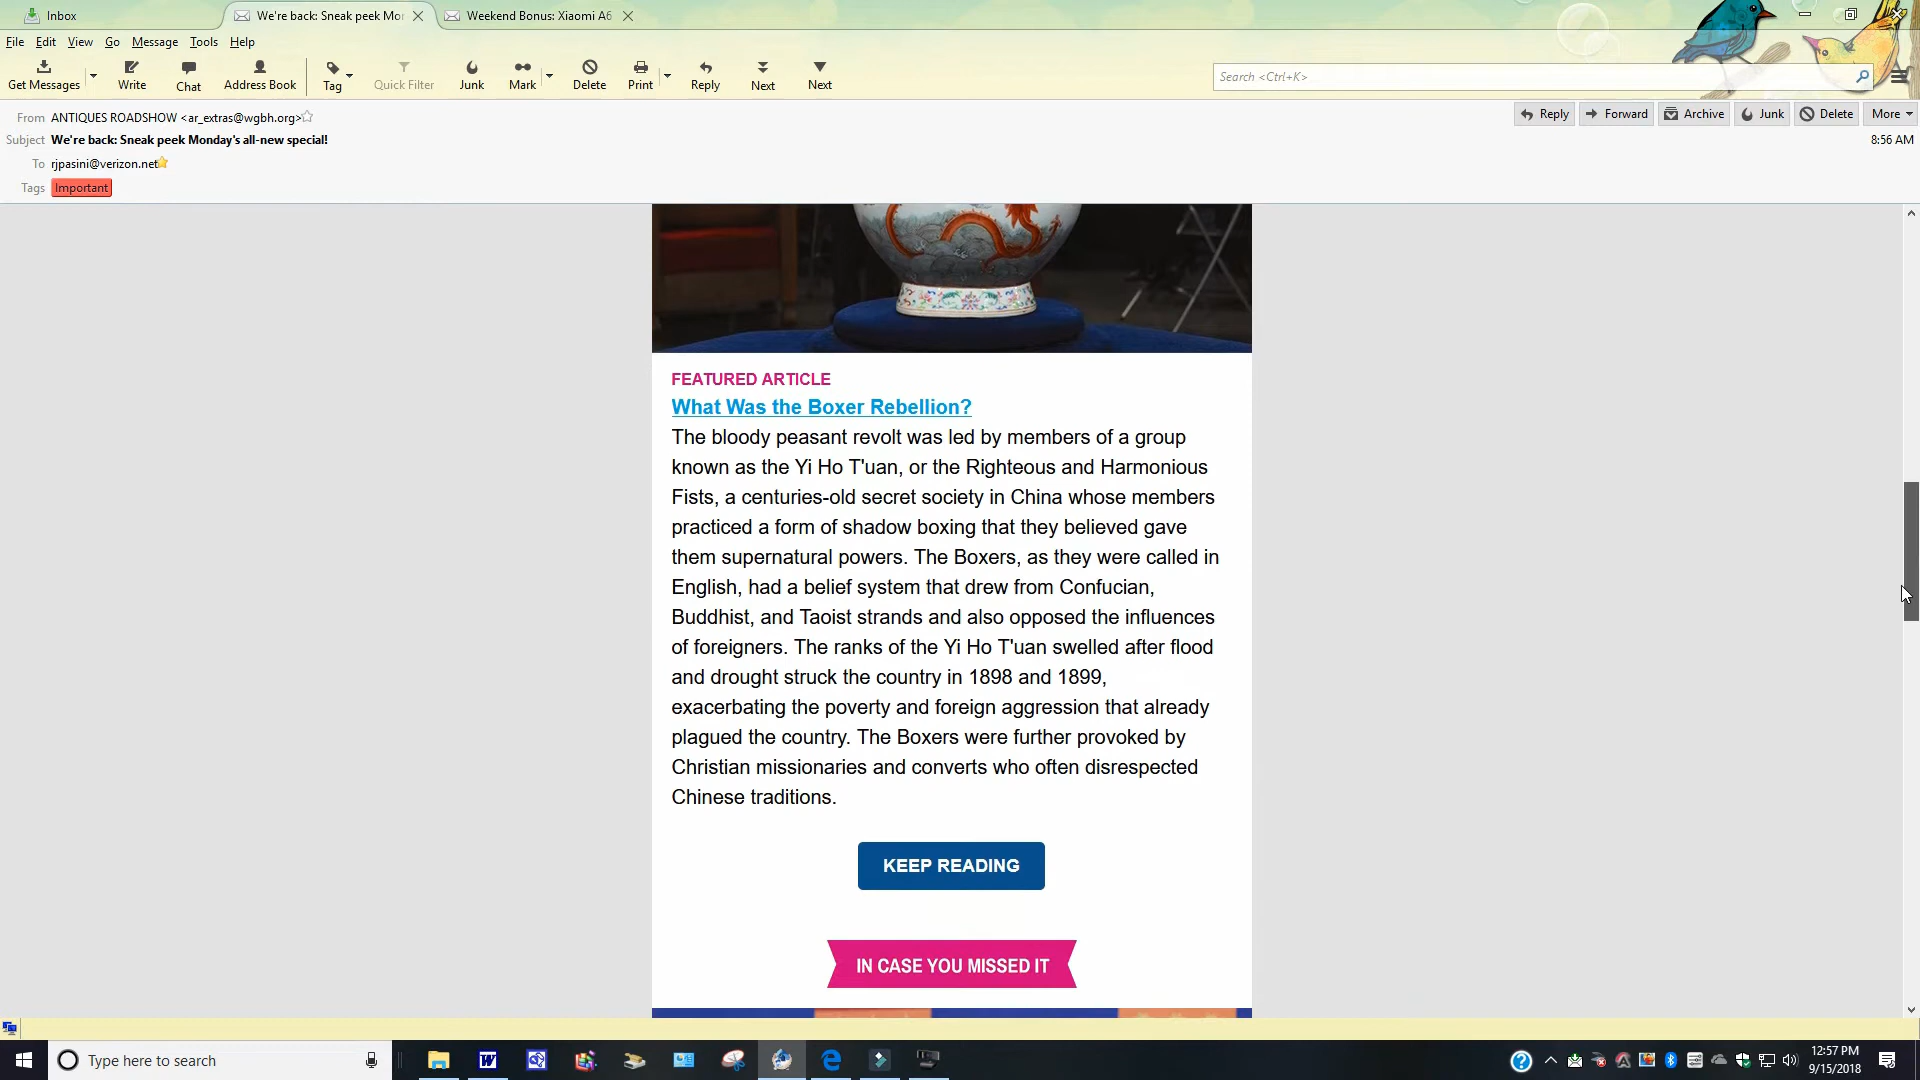 Inbox
We're back: Sneak peek Mor
Weekend Bonus: Xiaomi A6
File Edit View Go Message Tools Help
Get Messages Write Chat Address Book Tag Quick Filter Junk Mark Delete Print Reply Next Next
Search <Ctrl+K>
From ANTIQUES ROADSHOW <ar_extras@wgbh.org>
Reply Forward Archive Junk Delete More
Subject We're back: Sneak peek Monday's all-new special!
8:56 AM
To rjpasini@verizon.net
Tags Important
FEATURED ARTICLE
What Was the Boxer Rebellion?
The bloody peasant revolt was led by members of a group
known as the Yi Ho T'uan, or the Righteous and Harmonious
Fists, a centuries-old secret society in China whose members
practiced a form of shadow boxing that they believed gave
them supernatural powers. The Boxers, as they were called in
English, had a belief system that drew from Confucian,
Buddhist, and Taoist strands and also opposed the influences
of foreigners. The ranks of the Yi Ho T'uan swelled after flood
and drought struck the country in 1898 and 1899,
exacerbating the poverty and foreign aggression that already
plagued the country. The Boxers were further provoked by
Christian missionaries and converts who often disrespected
Chinese traditions.
KEEP READING
IN CASE YOU MISSED IT
Type here to search
12:57 PM
9/15/2018